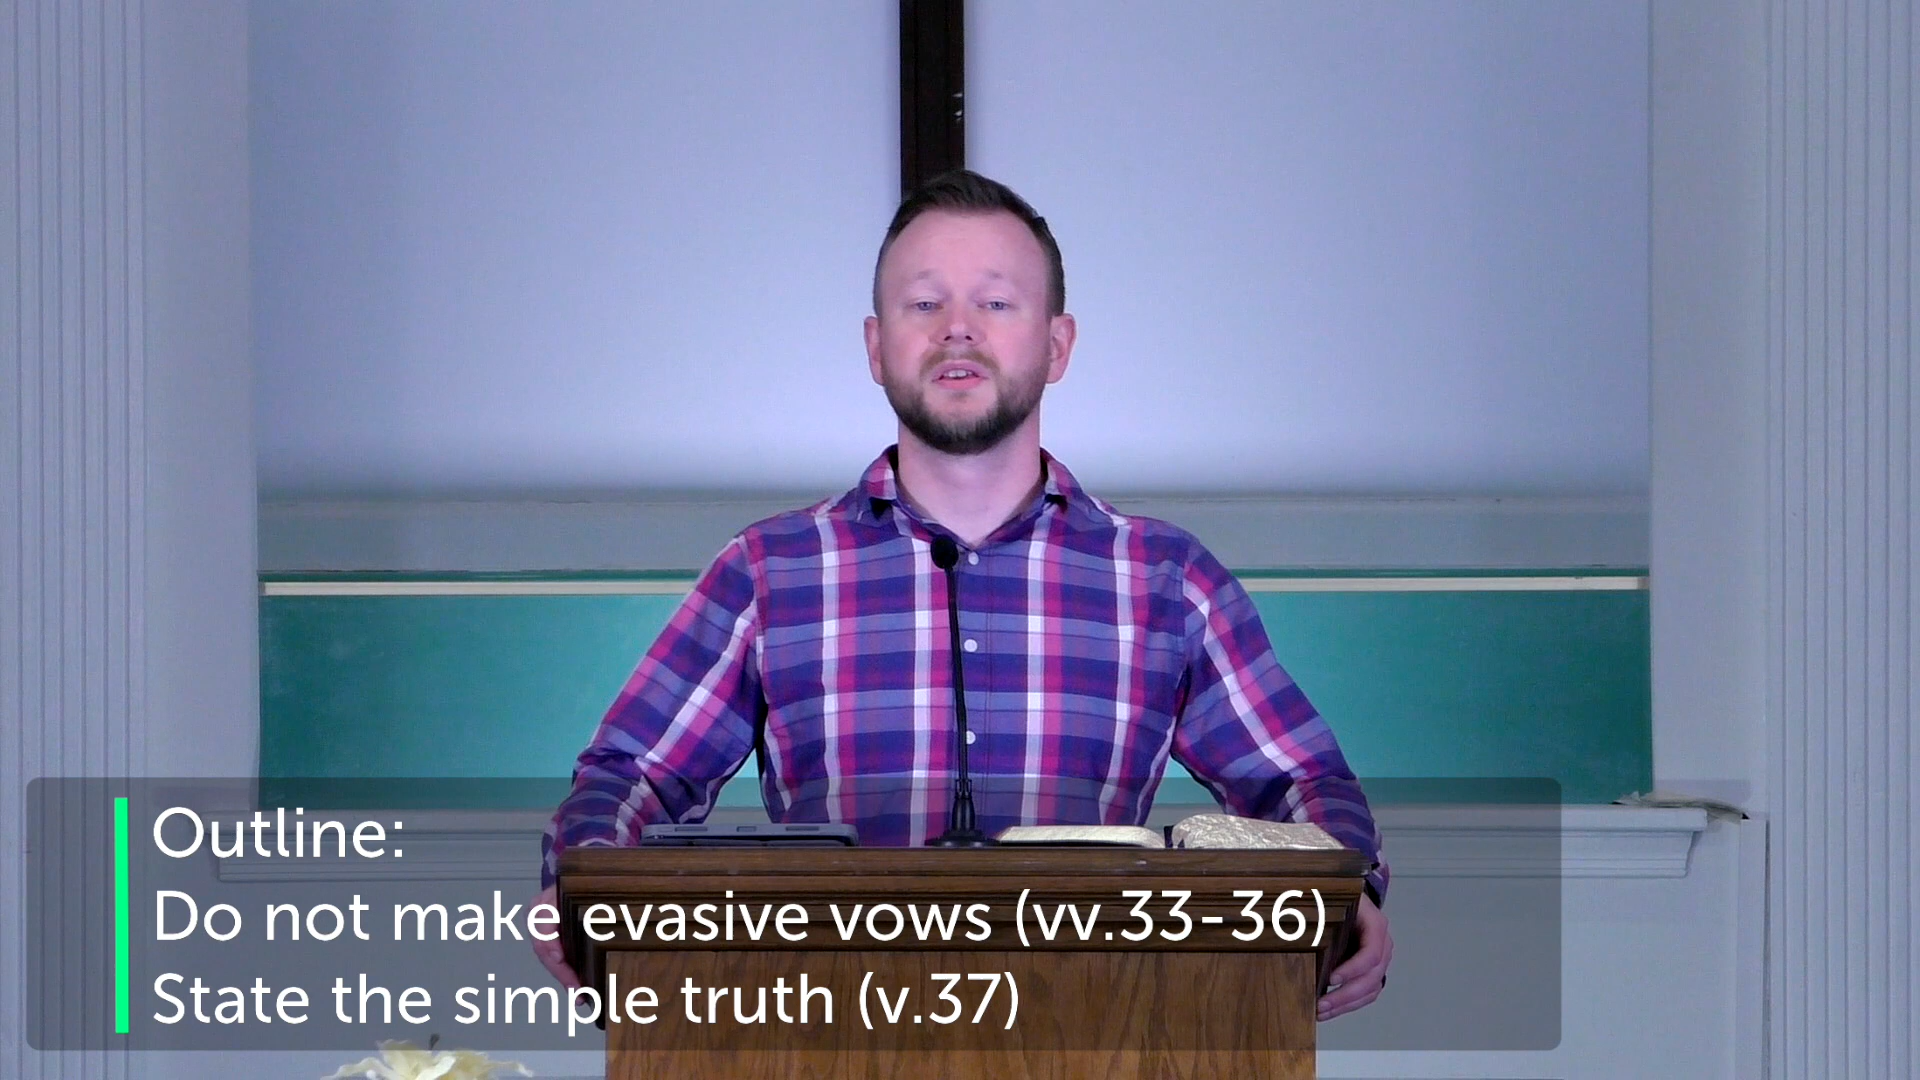 Outline:
Do not make evasive vows (vv.33-36)
State the simple truth (v.37)